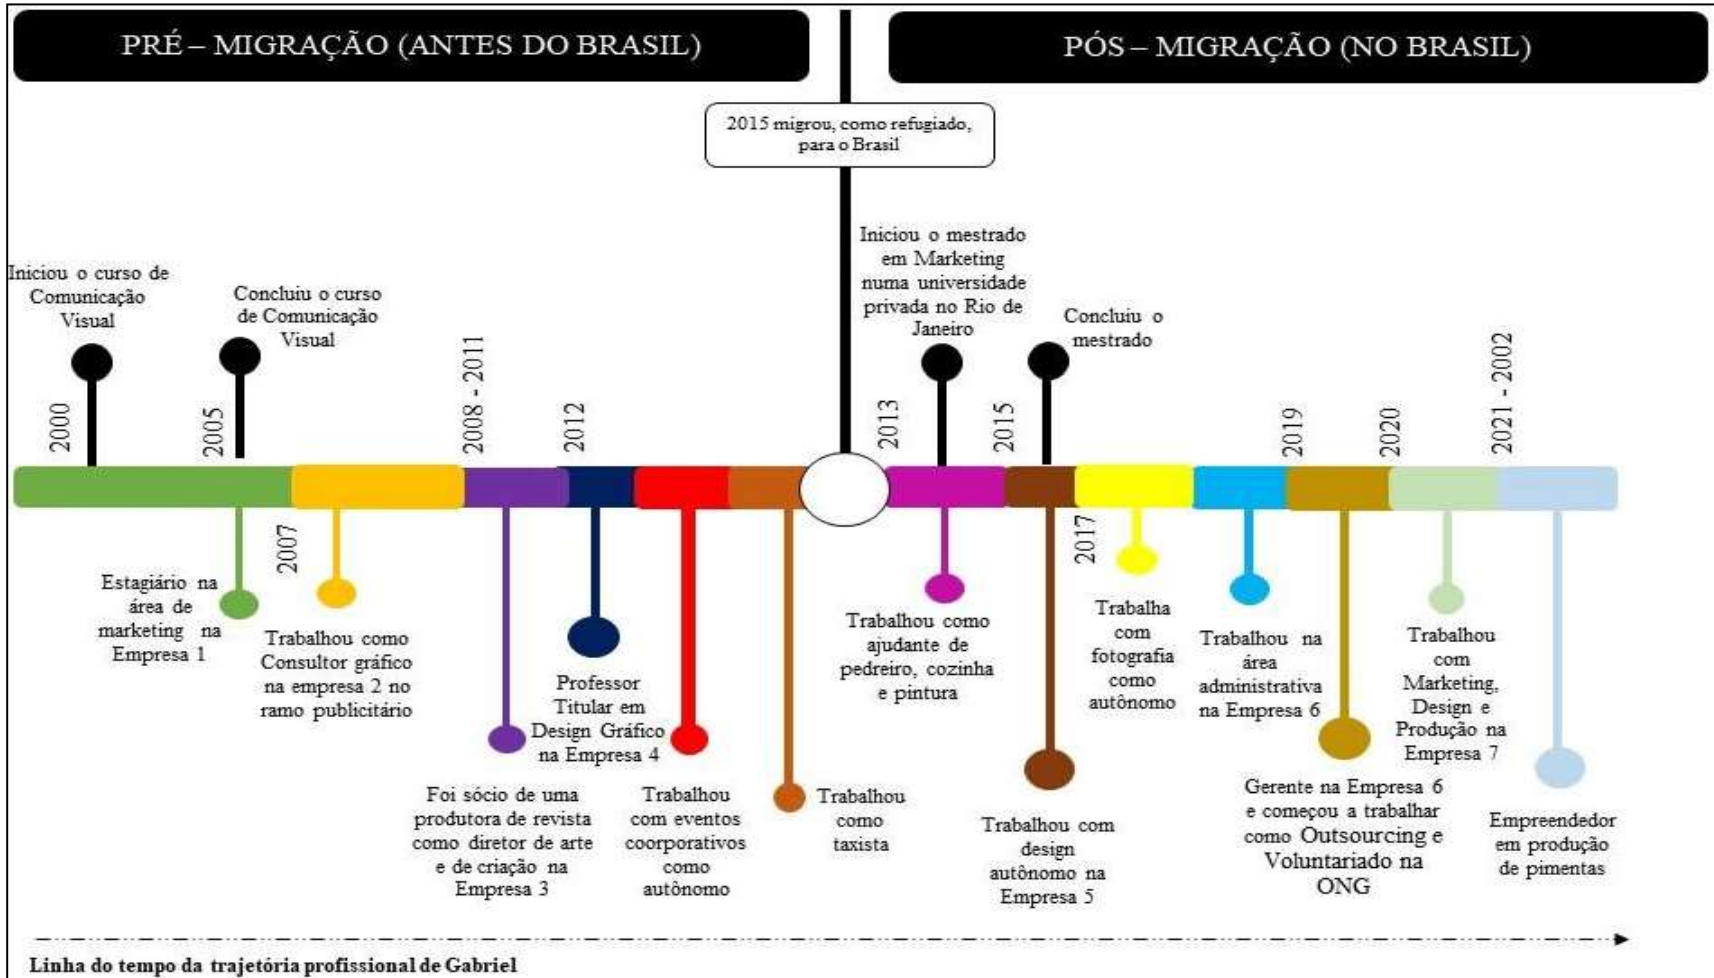 PRÉ – MIGRAÇÃO (ANTES DO BRASIL)
PÓS – MIGRAÇÃO (NO BRASIL)
2015 migrou, como refugiado,
para o Brasil
Iniciou o curso de
Comunicação
Visual
Concluiu o curso
de Comunicação
Visual
Iniciou o mestrado
em Marketing
numa universidade
privada no Rio de
Janeiro
Concluiu o
mestrado
2000
2005
2008 - 2011
2012
2013
2015
2019
2020
2021 - 2002
2007
2017
Estagiário na
área de
marketing na
Empresa 1
Trabalhou como
Consultor gráfico
na empresa 2 no
ramo publicitário
Foi sócio de uma
produtora de revista
como diretor de arte
e de criação na
Empresa 3
Professor
Titular em
Design Gráfico
na Empresa 4
Trabalhou
com eventos
coorporativos
como
autônomo
Trabalhou
como
taxista
Trabalhou como
ajudante de
pedreiro, cozinha
e pintura
Trabalhou com
design
autônomo na
Empresa 5
Trabalha
com
fotografia
como
autônomo
Trabalhou na
área
administrativa
na Empresa 6
Gerente na Empresa 6
e começou a trabalhar
como Outsourcing e
Voluntariado na
ONG
Trabalhou
com
Marketing,
Design e
Produção na
Empresa 7
Empreendedor
em produção
de pimentas
Linha do tempo da trajetória profissional de Gabriel